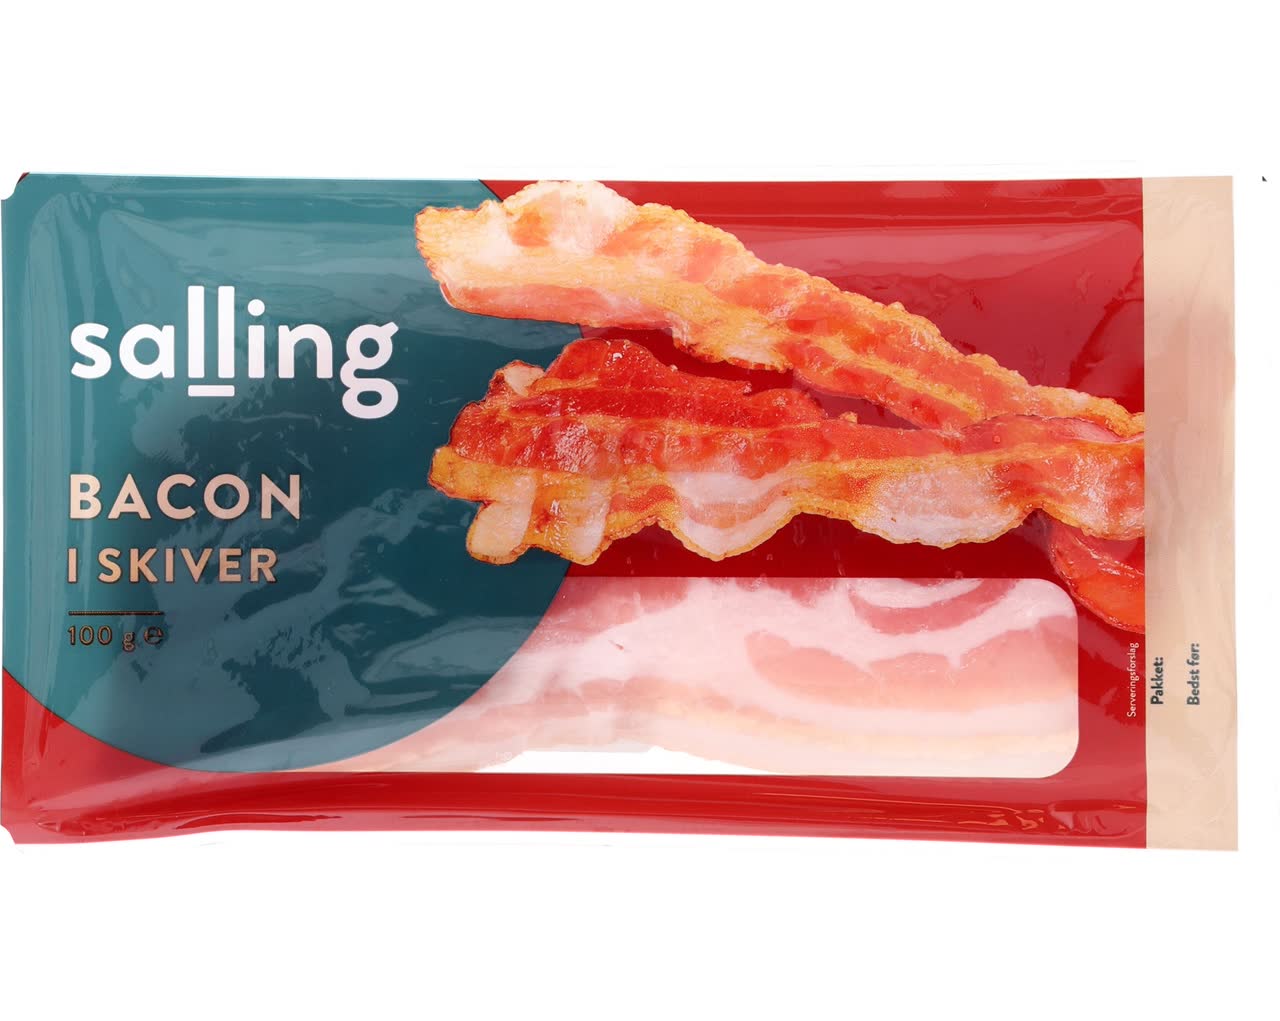 salling
BACON
I SKIVER
100 g ℮
Serveringsforslag
Pakket:
Bedst før: